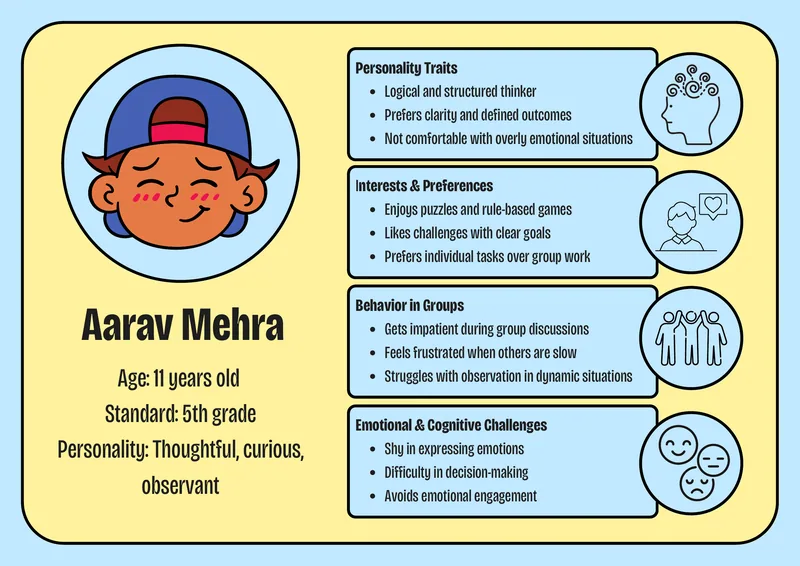 Aarav Mehra
Age: 11 years old
Standard: 5th grade
Personality: Thoughtful, curious,
observant
Personality Traits
• Logical and structured thinker
• Prefers clarity and defined outcomes
• Not comfortable with overly emotional situations
Interests & Preferences
• Enjoys puzzles and rule-based games
• Likes challenges with clear goals
• Prefers individual tasks over group work
Behavior in Groups
• Gets impatient during group discussions
• Feels frustrated when others are slow
• Struggles with observation in dynamic situations
Emotional & Cognitive Challenges
• Shy in expressing emotions
• Difficulty in decision-making
• Avoids emotional engagement